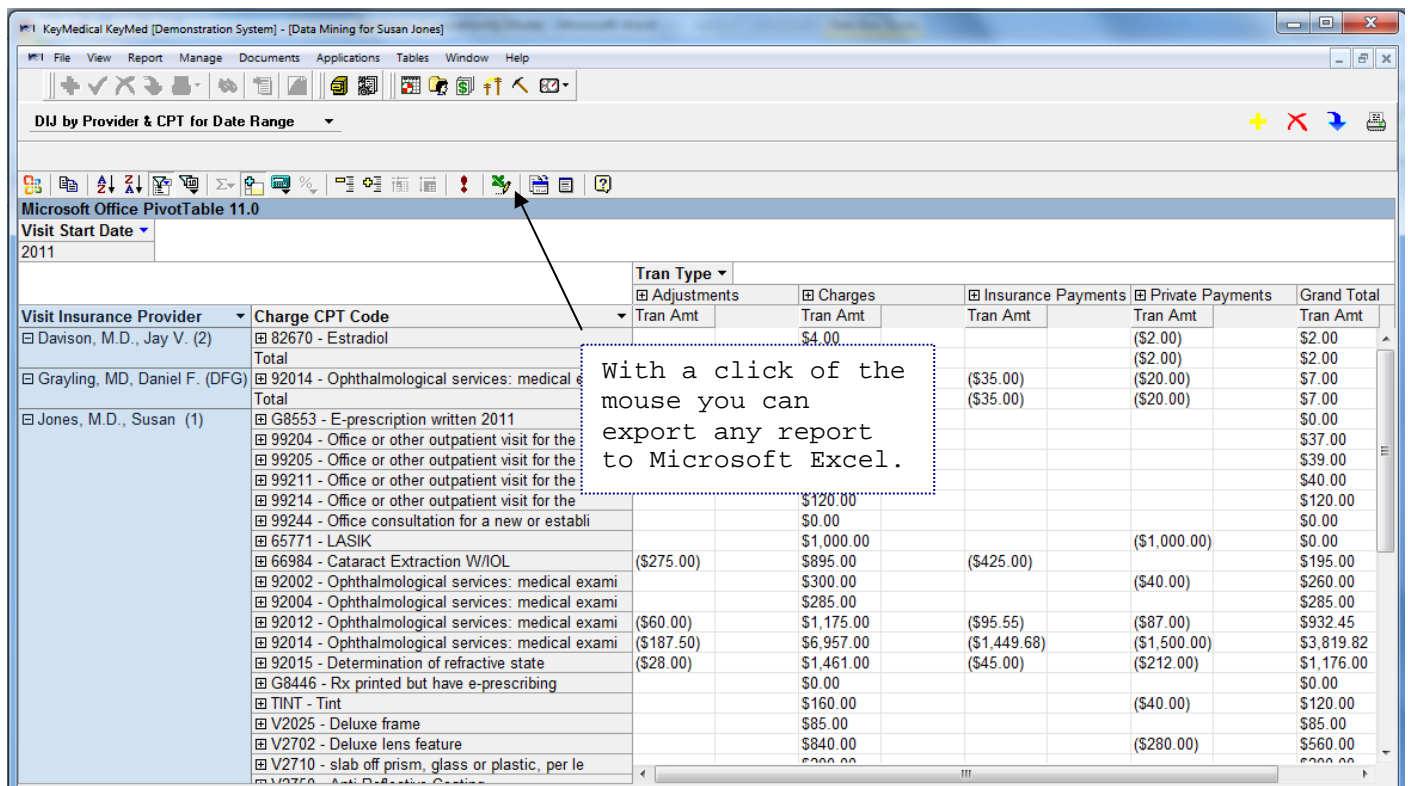 KeyMedical KeyMed [Demonstration System] - [Data Mining for Susan Jones]
File View Report Manage Documents Applications Tables Window Help
DIJ by Provider & CPT for Date Range
Microsoft Office PivotTable 11.0
Visit Start Date
2011
Tran Type
Adjustments Charges Insurance Payments Private Payments Grand Total
Visit Insurance Provider Charge CPT Code Tran Amt Tran Amt Tran Amt Tran Amt Tran Amt
Davison, M.D., Jay V. (2) 82670 - Estradiol $4.00 ($2.00) $2.00
Total ($2.00) $2.00
Grayling, MD, Daniel F. (DFG) 92014 - Ophthalmological services: medical ($35.00) ($20.00) $7.00
Total ($35.00) ($20.00) $7.00
Jones, M.D., Susan (1) G8553 - E-prescription written 2011 $0.00
99204 - Office or other outpatient visit for the $37.00
99205 - Office or other outpatient visit for the $39.00
99211 - Office or other outpatient visit for the $40.00
99214 - Office or other outpatient visit for the $120.00 $120.00
99244 - Office consultation for a new or establi $0.00 $0.00
65771 - LASIK $1,000.00 ($1,000.00) $0.00
66984 - Cataract Extraction W/IOL ($275.00) $895.00 ($425.00) $195.00
92002 - Ophthalmological services: medical exami $300.00 ($40.00) $260.00
92004 - Ophthalmological services: medical exami $285.00 $285.00
92012 - Ophthalmological services: medical exami ($60.00) $1,175.00 ($95.55) ($87.00) $932.45
92014 - Ophthalmological services: medical exami ($187.50) $6,957.00 ($1,449.68) ($1,500.00) $3,819.82
92015 - Determination of refractive state ($28.00) $1,461.00 ($45.00) ($212.00) $1,176.00
G8446 - Rx printed but have e-prescribing $0.00 $0.00
TINT - Tint $160.00 ($40.00) $120.00
V2025 - Deluxe frame $85.00 $85.00
V2702 - Deluxe lens feature $840.00 ($280.00) $560.00
V2710 - slab off prism, glass or plastic, per le
With a click of the
mouse you can
export any report
to Microsoft Excel.